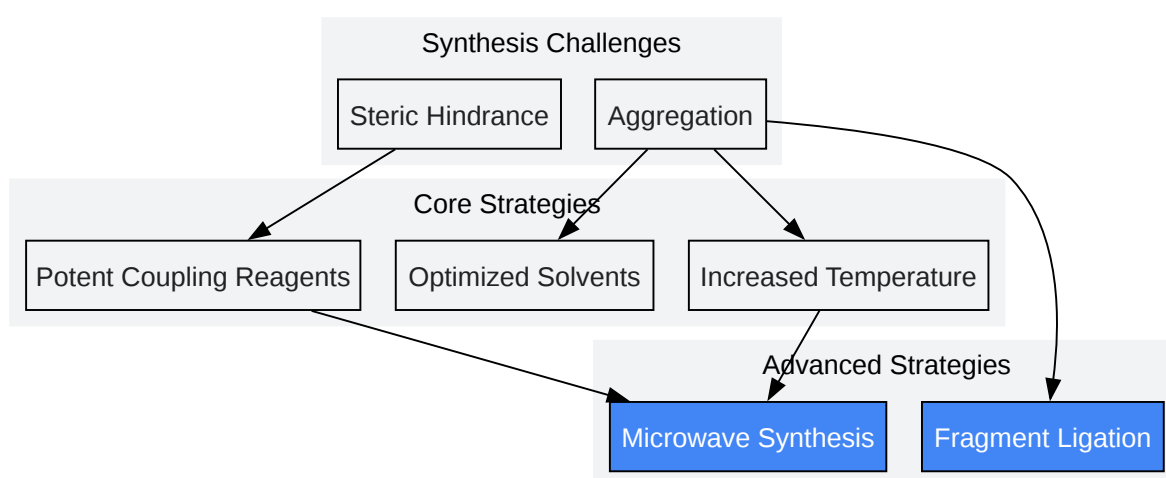 Synthesis Challenges
Steric Hindrance
Aggregation
Core Strategies
Potent Coupling Reagents
Optimized Solvents
Increased Temperature
Advanced Strategies
Microwave Synthesis
Fragment Ligation